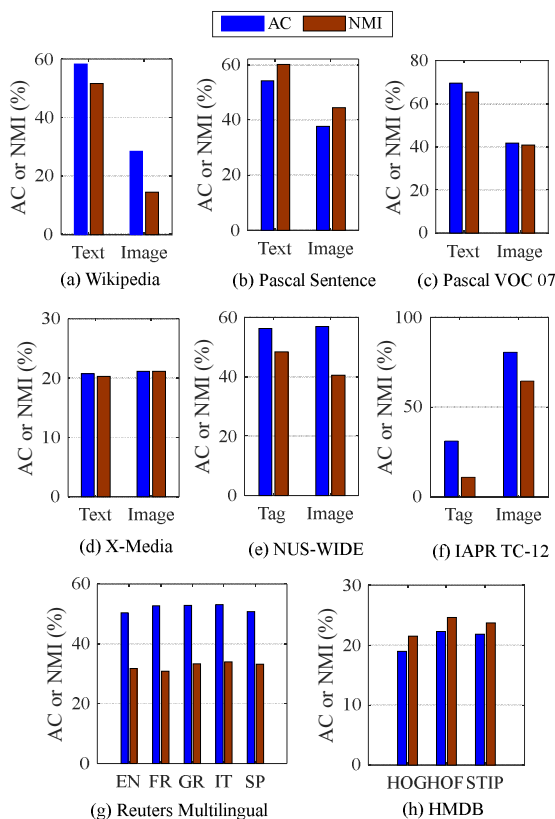 AC NMI
AC or NMI (%)
60
40
20
0
Text Image
(a) Wikipedia
AC or NMI (%)
60
40
20
0
Text Image
(b) Pascal Sentence
AC or NMI (%)
80
60
40
20
0
Text Image
(c) Pascal VOC 07
AC or NMI (%)
30
20
10
0
Text Image
(d) X-Media
AC or NMI (%)
60
40
20
0
Tag Image
(e) NUS-WIDE
AC or NMI (%)
100
50
0
Tag Image
(f) IAPR TC-12
AC or NMI (%)
60
40
20
0
EN FR GR IT SP
(g) Reuters Multilingual
AC or NMI (%)
30
20
10
0
HOG HOF STIP
(h) HMDB